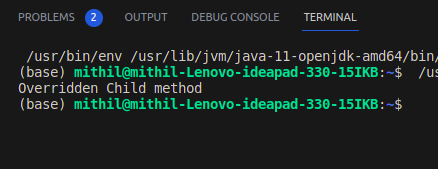 PROBLEMS 2 OUTPUT DEBUG CONSOLE TERMINAL
/usr/bin/env /usr/lib/jvm/java-11-openjdk-amd64/bin/
(base) mithil@mithil-Lenovo-ideapad-330-15IKB:~$ /us
Overridden Child method
(base) mithil@mithil-Lenovo-ideapad-330-15IKB:~$